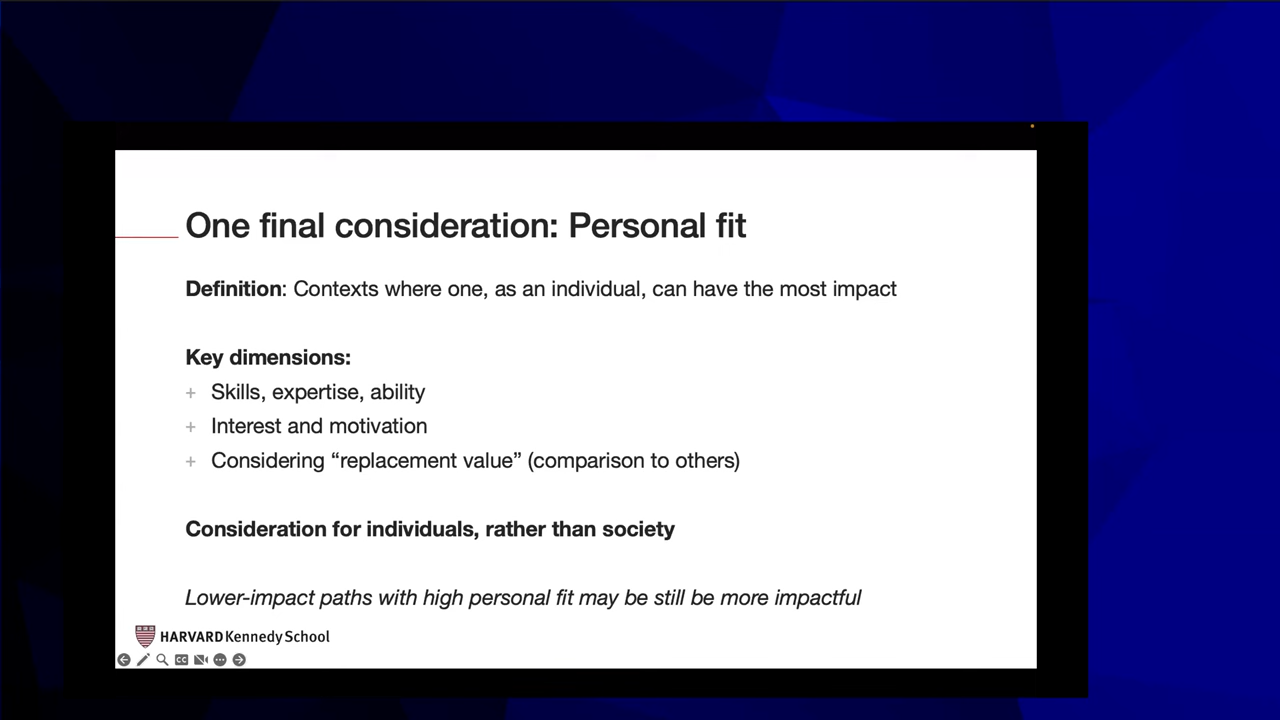 One final consideration: Personal fit
Definition: Contexts where one, as an individual, can have the most impact
Key dimensions:
+ Skills, expertise, ability
+ Interest and motivation
+ Considering “replacement value” (comparison to others)
Consideration for individuals, rather than society
Lower-impact paths with high personal fit may be still be more impactful
HARVARD Kennedy School
CC